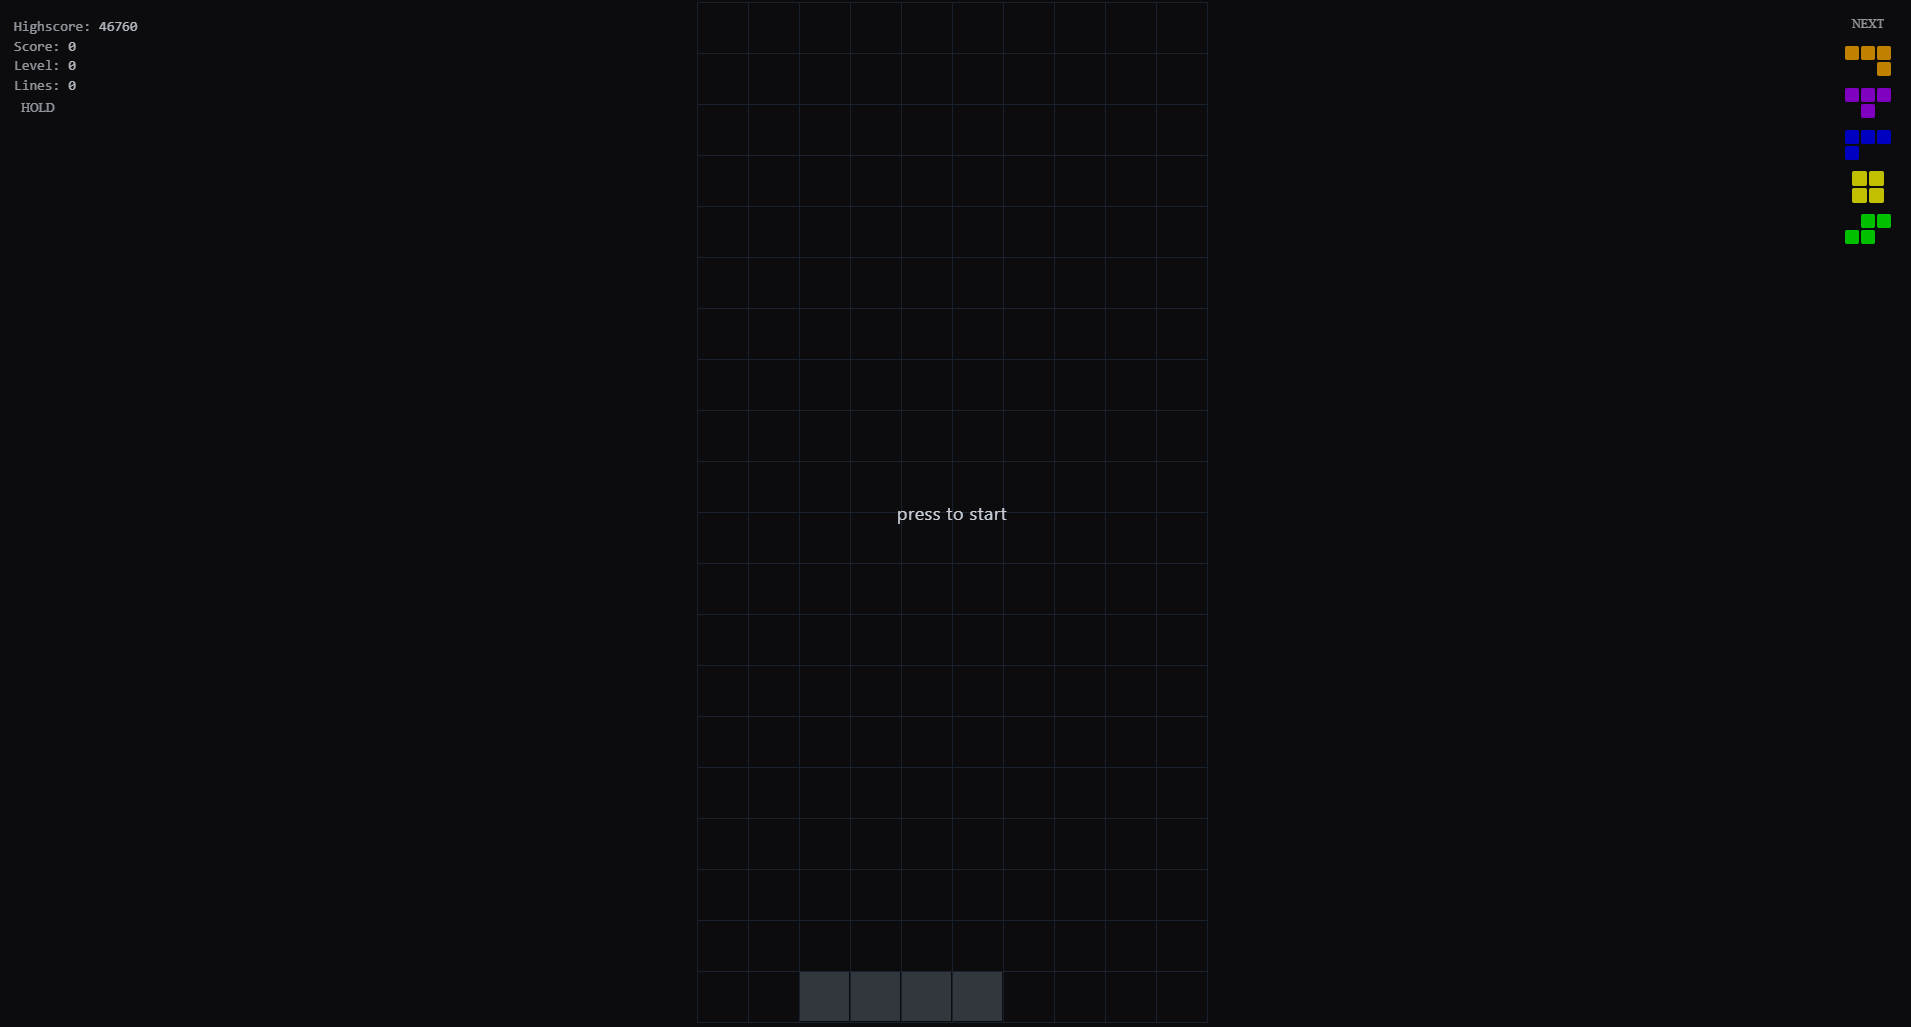 Highscore: 46760
Score: 0
Level: 0
Lines: 0
HOLD
NEXT
press to start